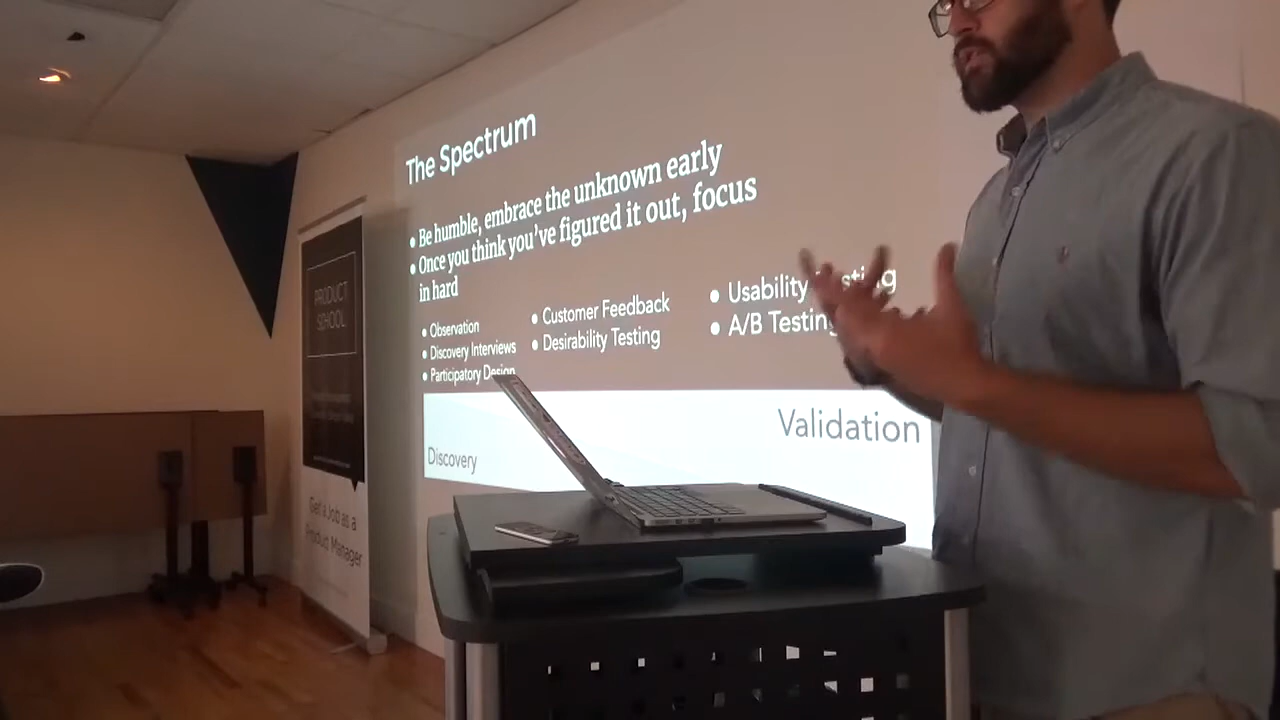 The Spectrum
• Be humble, embrace the unknown early
• Once you think you've figured it out, focus
in hard
• Observation
• Discovery Interviews
• Participatory Design
• Customer Feedback
• Desirability Testing
• Usability Testing
• A/B Testing
Discovery
Validation
PRODUCT
SCHOOL
Get a Job as a
Product Manager